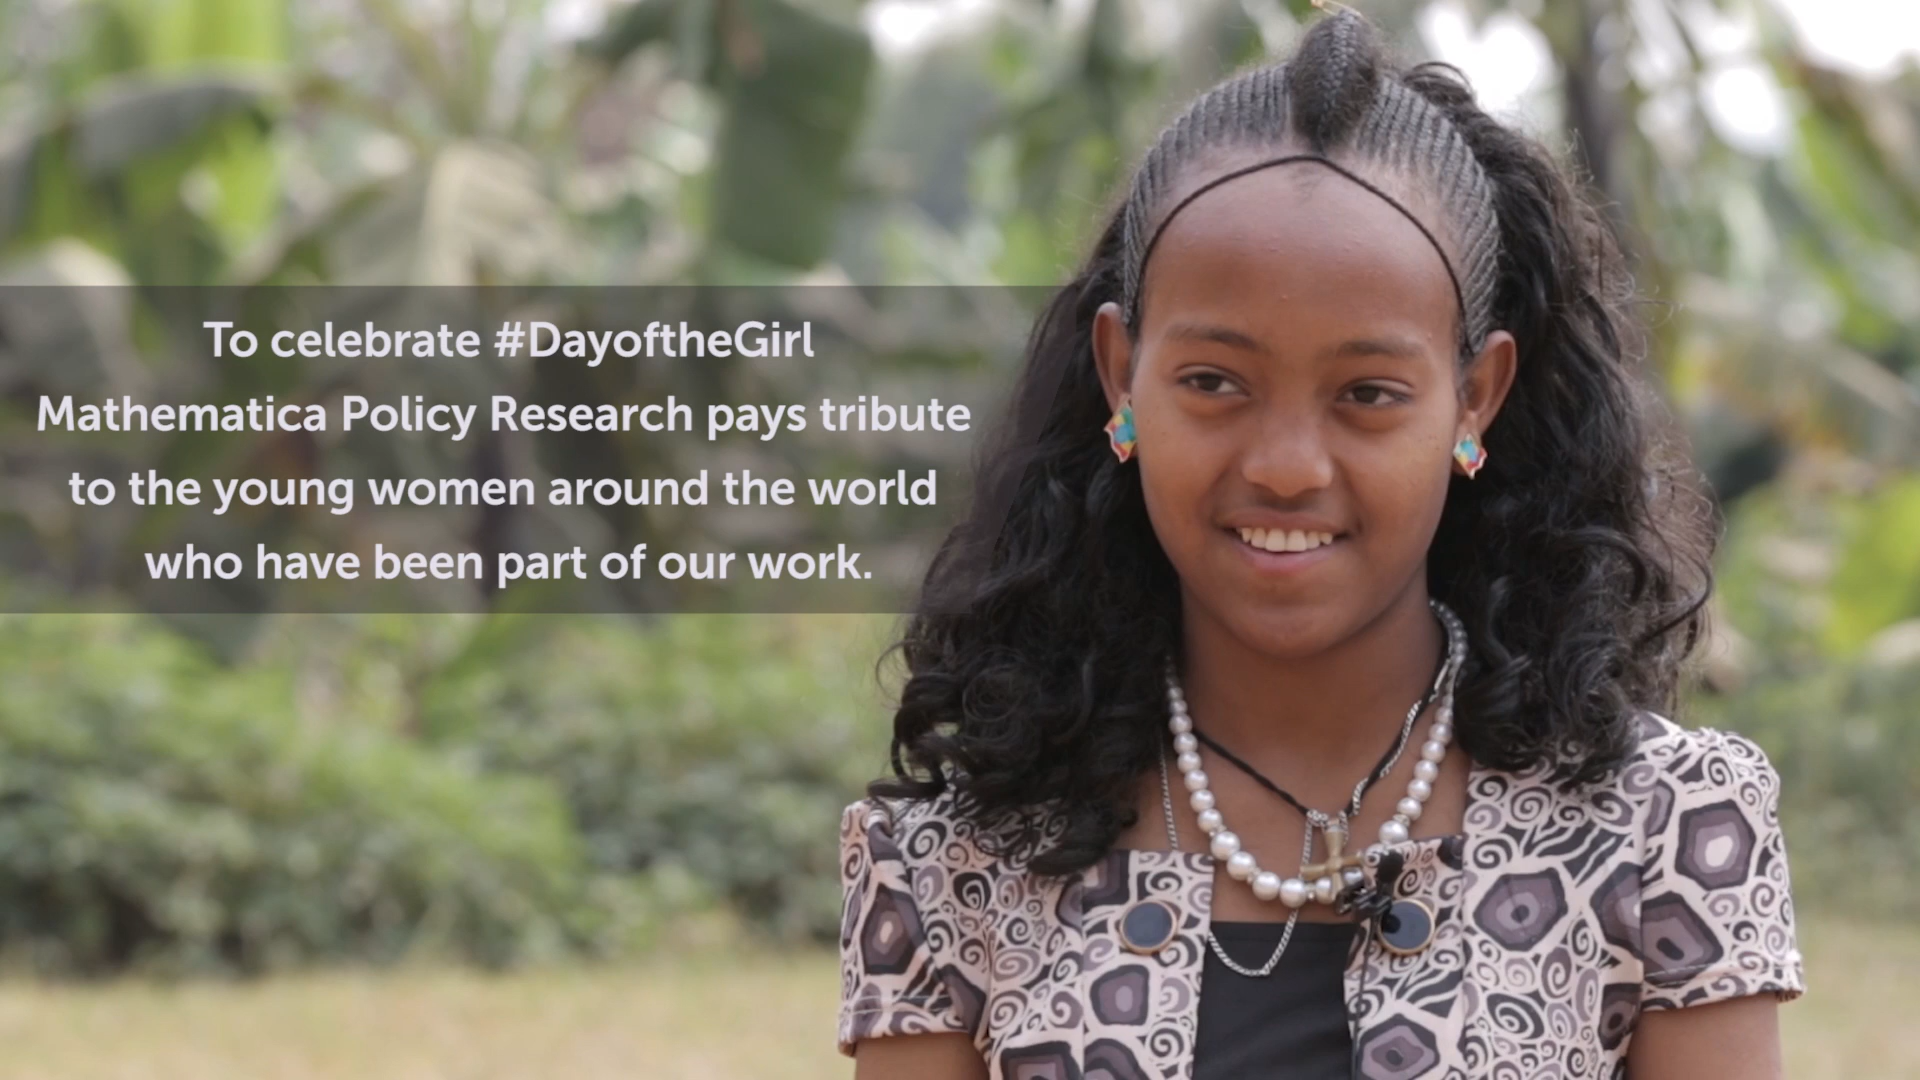 To celebrate #DayoftheGirl
Mathematica Policy Research pays tribute
to the young women around the world
who have been part of our work.